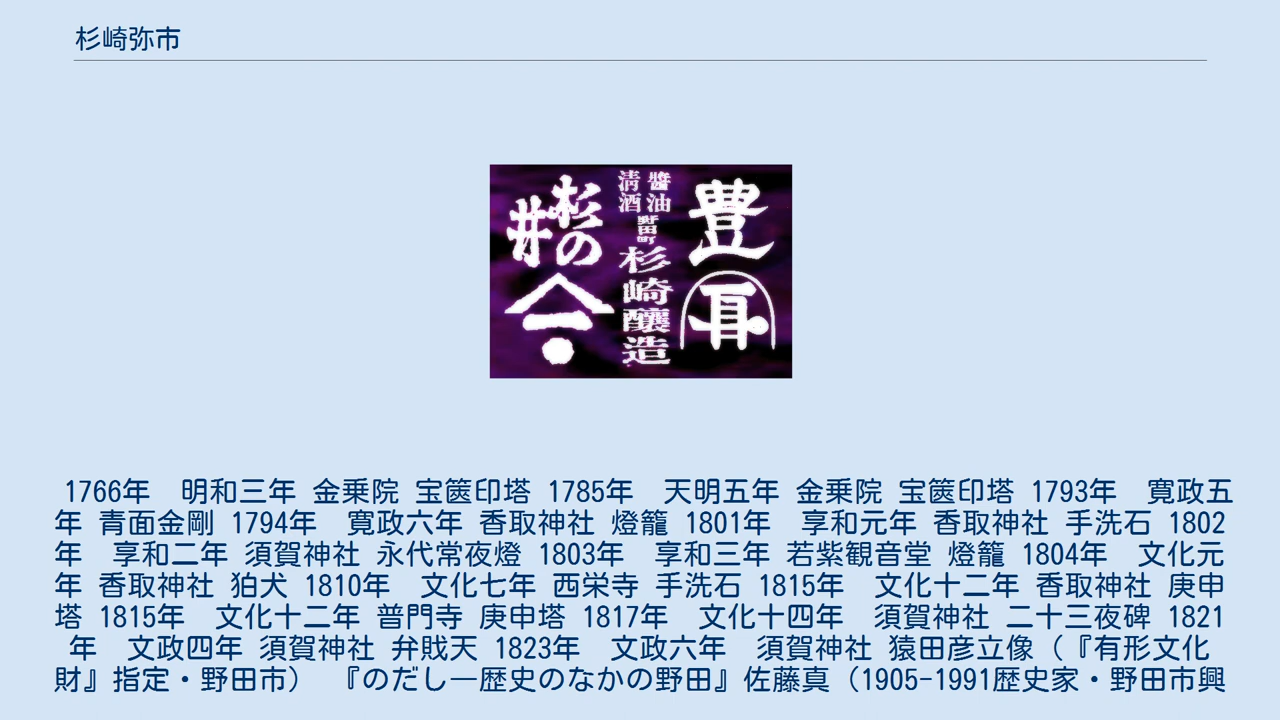 杉崎弥市
豊
耳
醬油
清酒
野田町
杉崎醸造
杉の井
1766年　明和三年 金乗院 宝篋印塔 1785年　天明五年 金乗院 宝篋印塔 1793年　寛政五
年 青面金剛 1794年　寛政六年 香取神社 燈籠 1801年　享和元年 香取神社 手洗石 1802
年　享和二年 須賀神社 永代常夜燈 1803年　享和三年 若紫観音堂 燈籠 1804年　文化元
年 香取神社 狛犬 1810年　文化七年 西栄寺 手洗石 1815年　文化十二年 香取神社 庚申
塔 1815年　文化十二年 普門寺 庚申塔 1817年　文化十四年　須賀神社 二十三夜碑 1821
年　文政四年 須賀神社 弁財天 1823年　文政六年　須賀神社 猿田彦立像（『有形文化
財』指定・野田市）　『のだし―歴史のなかの野田』佐藤真（1905-1991歴史家・野田市興